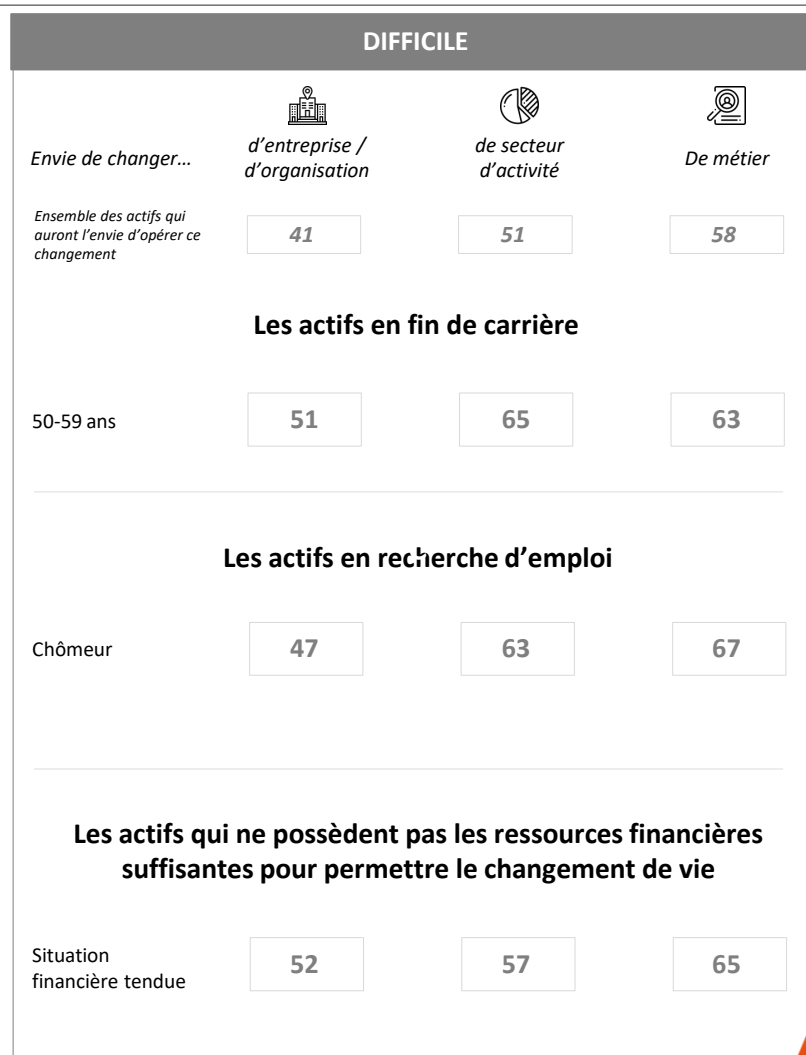 DIFFICILE
Envie de changer…
d’entreprise /
d’organisation
de secteur
d’activité
De métier
Ensemble des actifs qui
auront l’envie d’opérer ce
changement
41
51
58
Les actifs en fin de carrière
50-59 ans
51
65
63
Les actifs en recherche d’emploi
Chômeur
47
63
67
Les actifs qui ne possèdent pas les ressources financières
suffisantes pour permettre le changement de vie
Situation
financière tendue
52
57
65